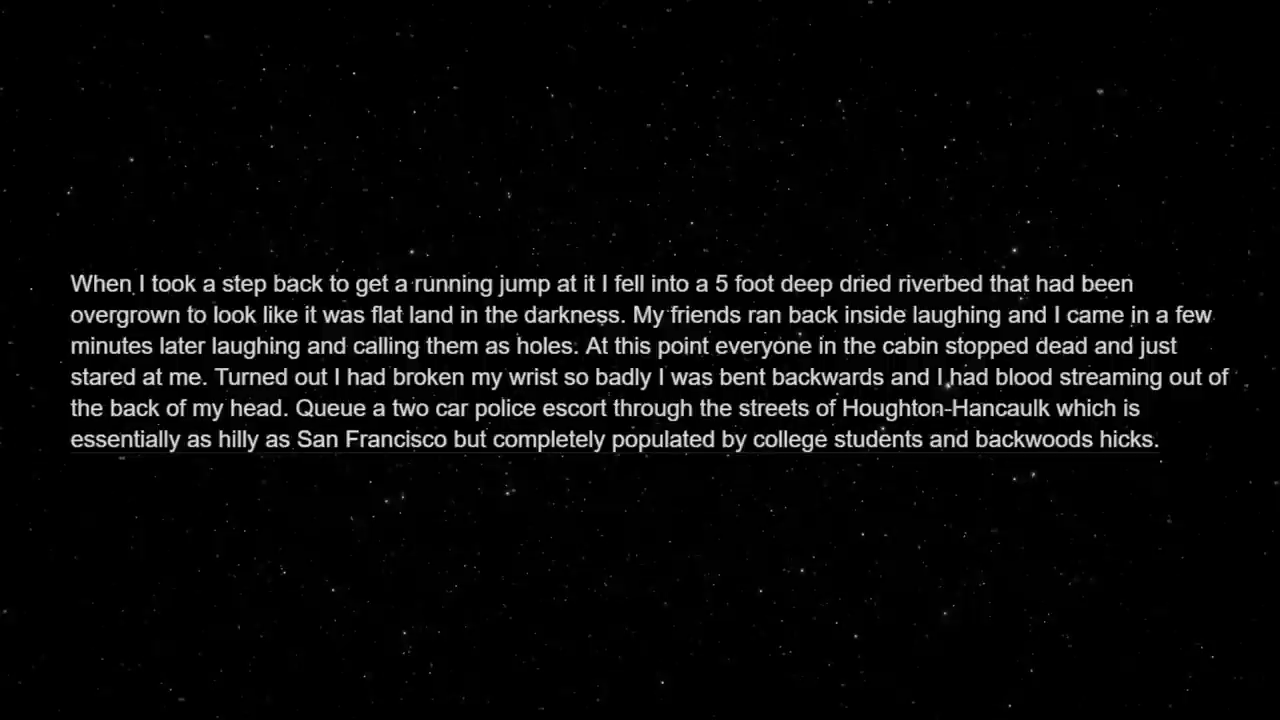 When I took a step back to get a running jump at it I fell into a 5 foot deep dried riverbed that had been
overgrown to look like it was flat land in the darkness. My friends ran back inside laughing and I came in a few
minutes later laughing and calling them as holes. At this point everyone in the cabin stopped dead and just
stared at me. Turned out I had broken my wrist so badly I was bent backwards and I had blood streaming out of
the back of my head. Queue a two car police escort through the streets of Houghton-Hancaulk which is
essentially as hilly as San Francisco but completely populated by college students and backwoods hicks.